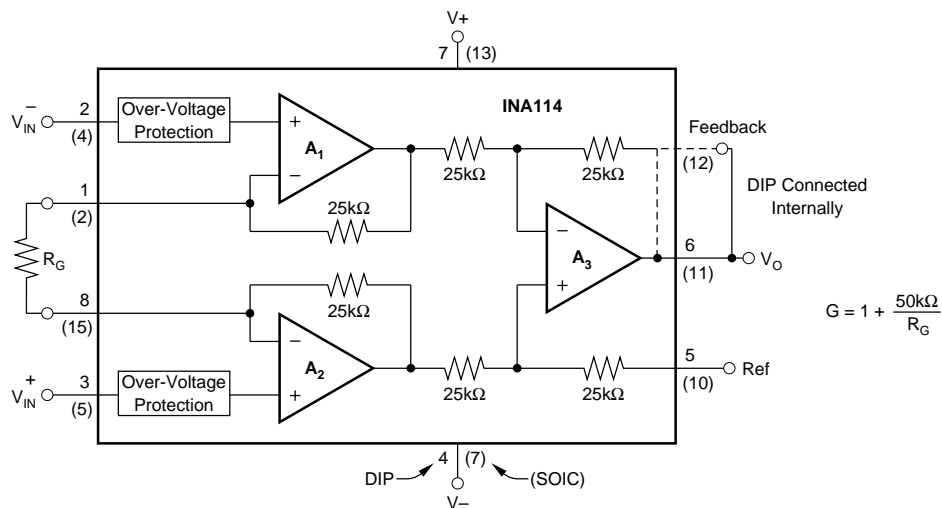 V+
7 (13)
INA114
V⁻IN
2
(4)
Over-Voltage
Protection
+
A1
−
25kΩ
25kΩ
25kΩ
Feedback
(12)
DIP Connected
Internally
1
(2)
RG
8
(15)
25kΩ
−
A3
+
6
(11)
VO
G = 1 + 50kΩ
RG
−
A2
+
V⁺IN
3
(5)
Over-Voltage
Protection
25kΩ
25kΩ
5
(10)
Ref
DIP
4 (7)
(SOIC)
V−